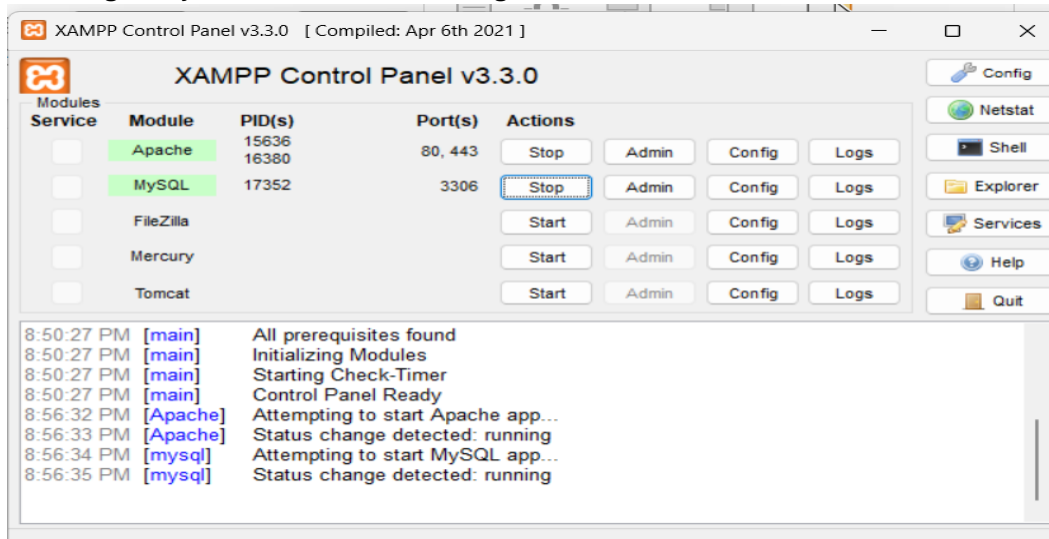 XAMPP Control Panel v3.3.0 [ Compiled: Apr 6th 2021 ]
XAMPP Control Panel v3.3.0
Config
Modules
Service Module PID(s) Port(s) Actions
Netstat
Apache 15636 16380 80, 443 Stop Admin Config Logs
Shell
MySQL 17352 3306 Stop Admin Config Logs
Explorer
FileZilla Start Admin Config Logs
Services
Mercury Start Admin Config Logs
Help
Tomcat Start Admin Config Logs
Quit
8:50:27 PM [main] All prerequisites found
8:50:27 PM [main] Initializing Modules
8:50:27 PM [main] Starting Check-Timer
8:50:27 PM [main] Control Panel Ready
8:56:32 PM [Apache] Attempting to start Apache app...
8:56:33 PM [Apache] Status change detected: running
8:56:34 PM [mysql] Attempting to start MySQL app...
8:56:35 PM [mysql] Status change detected: running